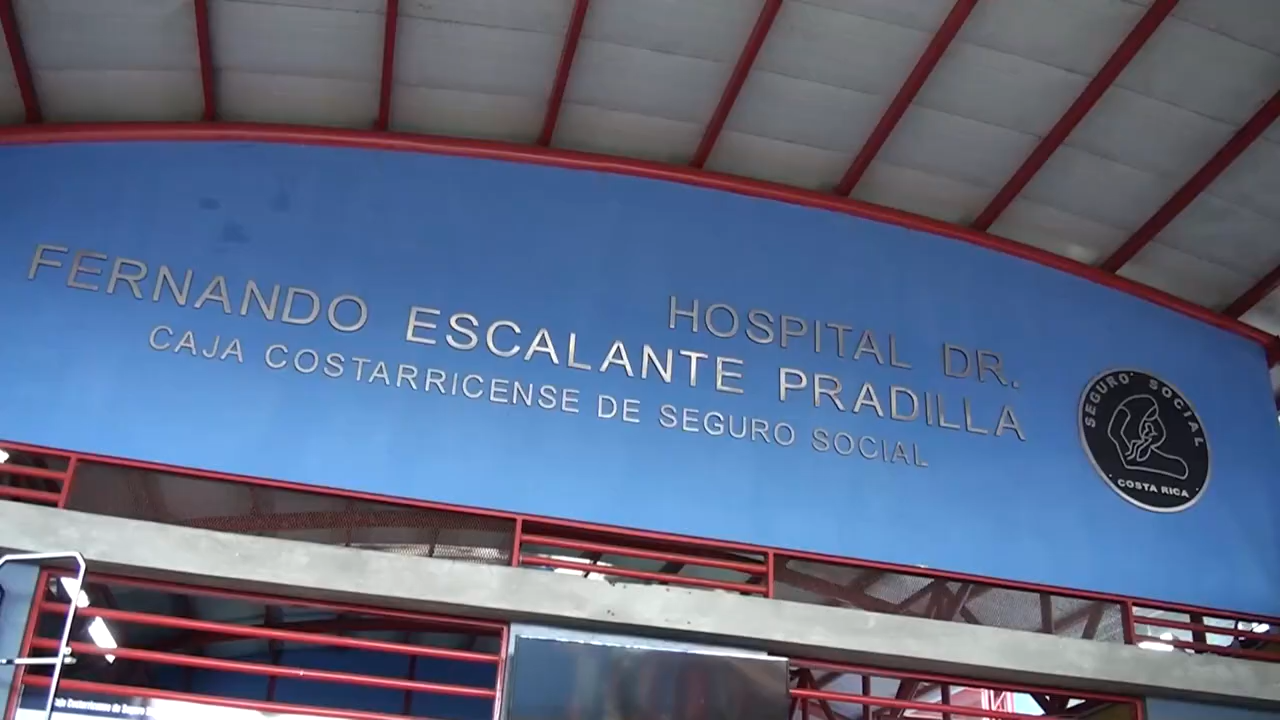 HOSPITAL DR.
FERNANDO ESCALANTE PRADILLA
CAJA COSTARRICENSE DE SEGURO SOCIAL
SEGURO SOCIAL
COSTA RICA